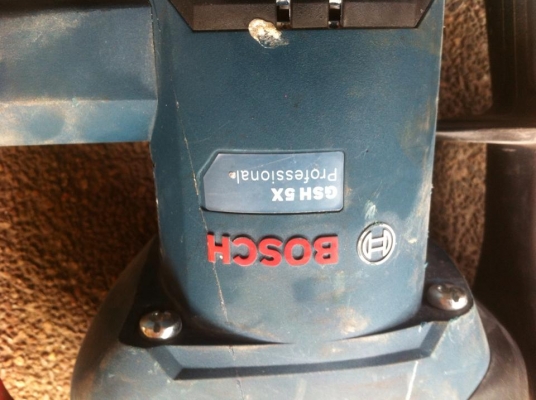 BOSCH
GSH 5X
Professional